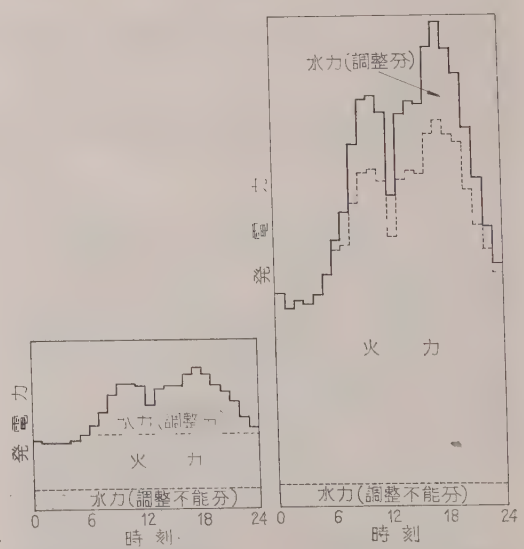 水力(調整分)
発電力
火力
水力(調整不能分)
0 6 12 18 24
時刻
発電力
水力(調整分)
火力
水力(調整不能分)
0 6 12 18 24
時刻